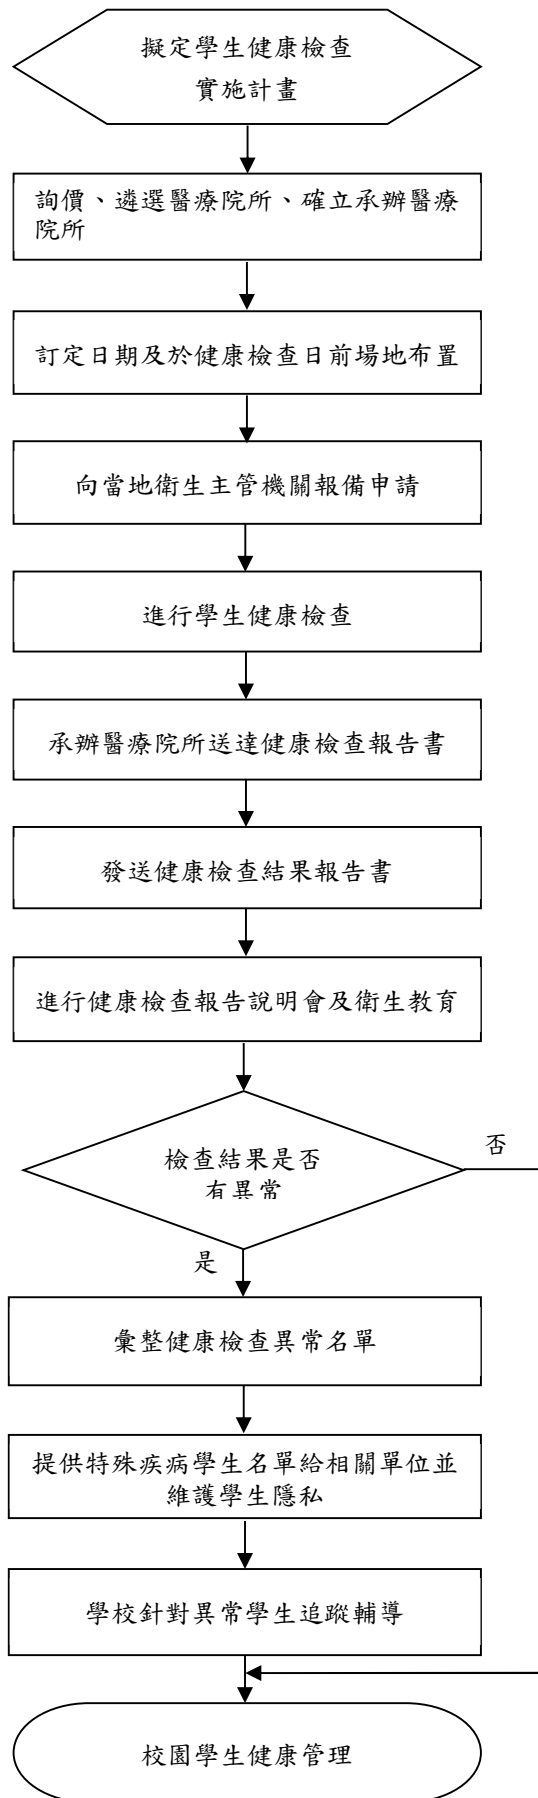 擬定學生健康檢查
實施計畫
詢價、遴選醫療院所、確立承辦醫療
院所
訂定日期及於健康檢查日前場地布置
向當地衛生主管機關報備申請
進行學生健康檢查
承辦醫療院所送達健康檢查報告書
發送健康檢查結果報告書
進行健康檢查報告說明會及衛生教育
檢查結果是否
有異常
否
是
彙整健康檢查異常名單
提供特殊疾病學生名單給相關單位並
維護學生隱私
學校針對異常學生追蹤輔導
校園學生健康管理